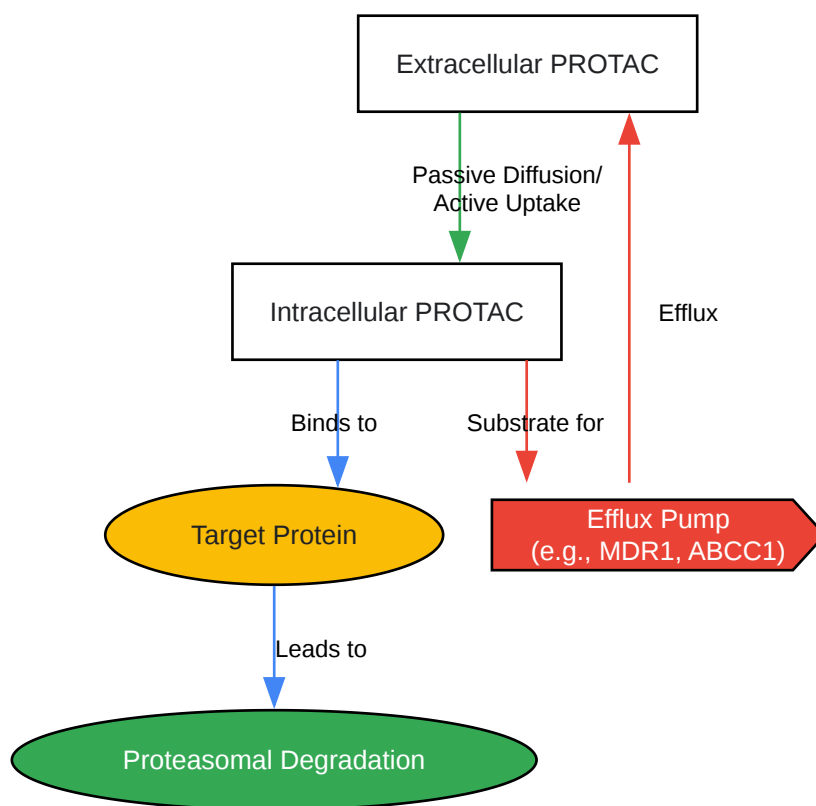 Extracellular PROTAC
Passive Diffusion/
Active Uptake
Efflux
Intracellular PROTAC
Binds to
Substrate for
Target Protein
Efflux Pump
(e.g., MDR1, ABCC1)
Leads to
Proteasomal Degradation